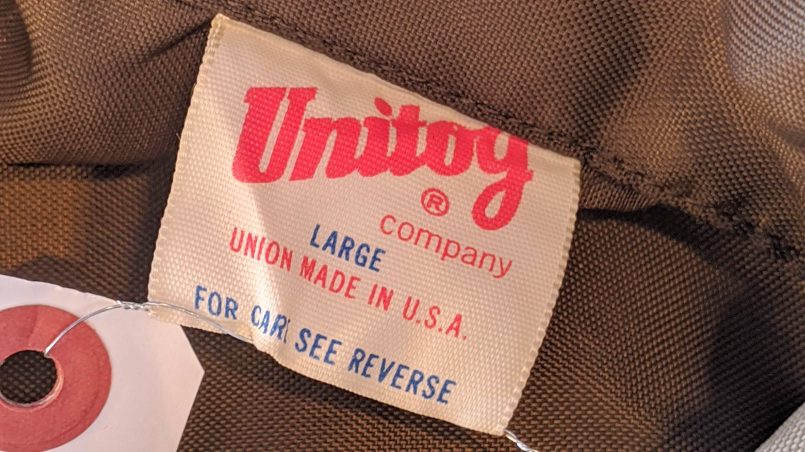 Unitog
®
company
LARGE
UNION MADE IN U.S.A.
FOR CARE SEE REVERSE